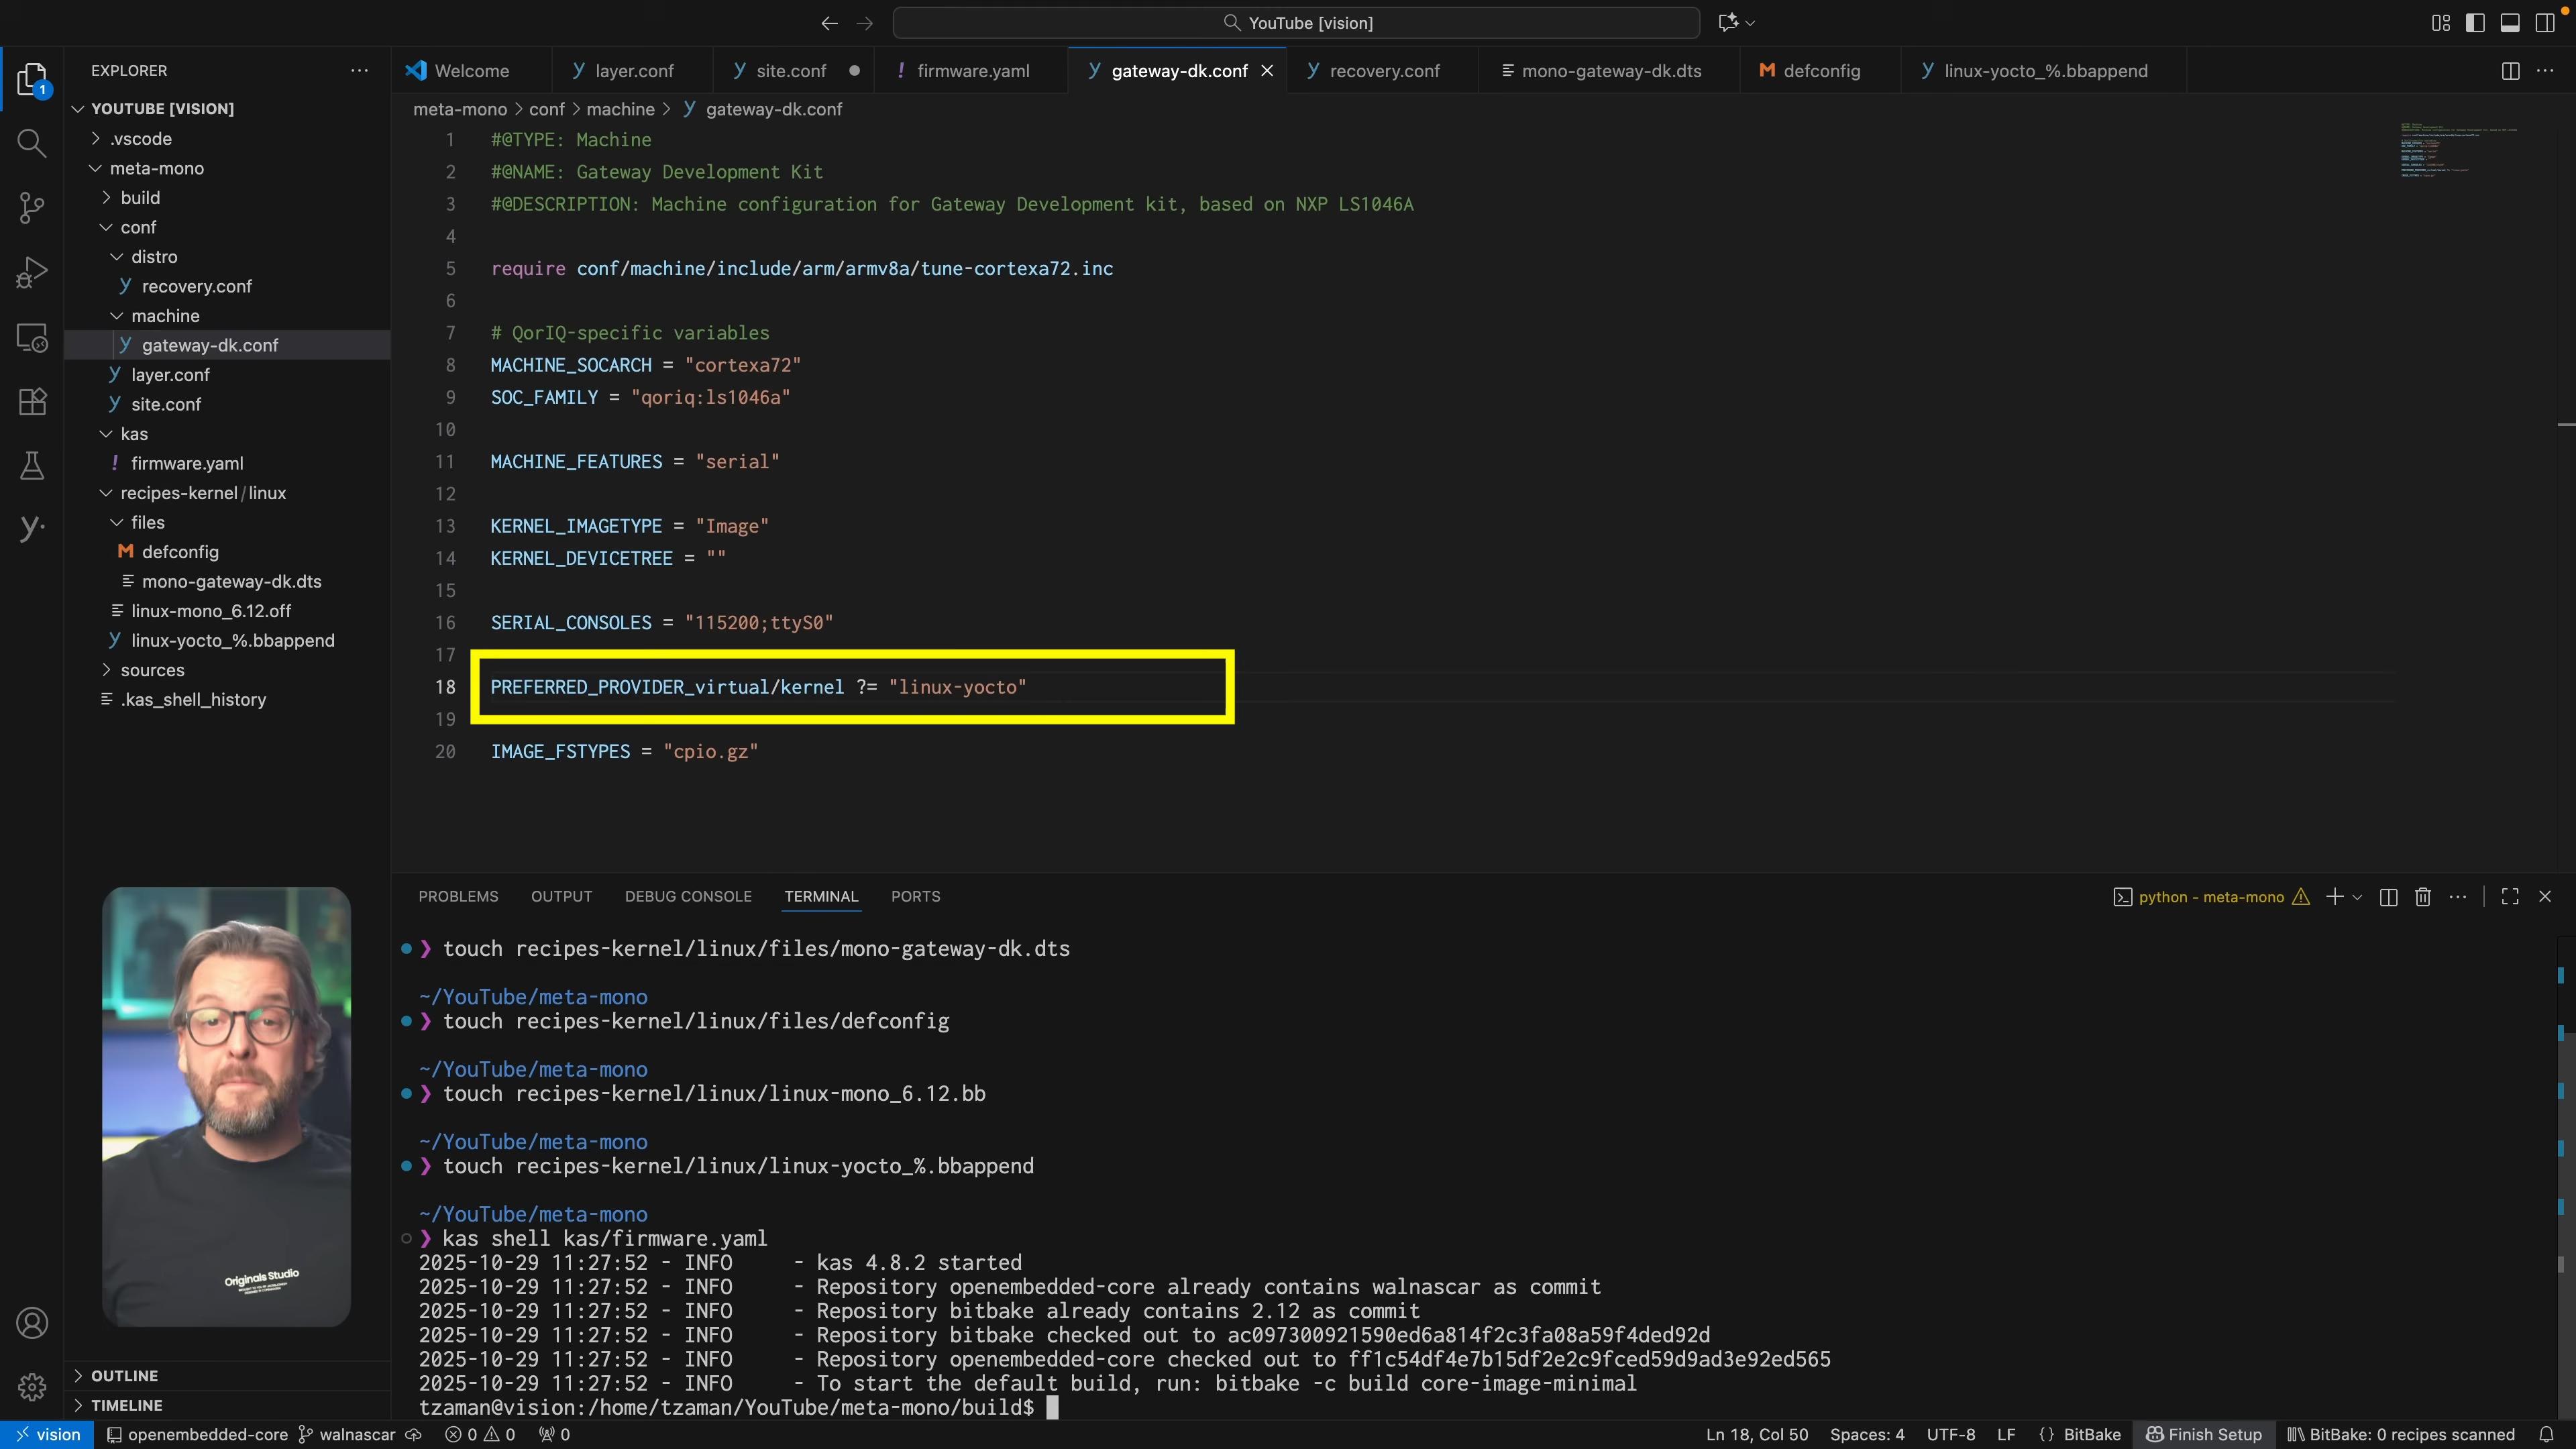 YouTube [vision]
EXPLORER
Welcome
layer.conf
site.conf
firmware.yaml
gateway-dk.conf
recovery.conf
mono-gateway-dk.dts
defconfig
linux-yocto_%.bbappend
1
YOUTUBE [VISION]
.vscode
meta-mono
build
conf
distro
recovery.conf
machine
gateway-dk.conf
layer.conf
site.conf
kas
firmware.yaml
recipes-kernel/linux
files
defconfig
mono-gateway-dk.dts
linux-mono_6.12.off
linux-yocto_%.bbappend
sources
.kas_shell_history
OUTLINE
TIMELINE
meta-mono > conf > machine > gateway-dk.conf
1 #@TYPE: Machine
2 #@NAME: Gateway Development Kit
3 #@DESCRIPTION: Machine configuration for Gateway Development kit, based on NXP LS1046A
4
5 require conf/machine/include/arm/armv8a/tune-cortexa72.inc
6
7 # QorIQ-specific variables
8 MACHINE_SOCARCH = "cortexa72"
9 SOC_FAMILY = "qoriq:ls1046a"
10
11 MACHINE_FEATURES = "serial"
12
13 KERNEL_IMAGETYPE = "Image"
14 KERNEL_DEVICETREE = ""
15
16 SERIAL_CONSOLES = "115200;ttyS0"
17
18 PREFERRED_PROVIDER_virtual/kernel ?= "linux-yocto"
19
20 IMAGE_FSTYPES = "cpio.gz"
PROBLEMS OUTPUT DEBUG CONSOLE TERMINAL PORTS
python - meta-mono
❯ touch recipes-kernel/linux/files/mono-gateway-dk.dts
~/YouTube/meta-mono
❯ touch recipes-kernel/linux/files/defconfig
~/YouTube/meta-mono
❯ touch recipes-kernel/linux/linux-mono_6.12.bb
~/YouTube/meta-mono
❯ touch recipes-kernel/linux/linux-yocto_%.bbappend
~/YouTube/meta-mono
❯ kas shell kas/firmware.yaml
2025-10-29 11:27:52 - INFO     - kas 4.8.2 started
2025-10-29 11:27:52 - INFO     - Repository openembedded-core already contains walnascar as commit
2025-10-29 11:27:52 - INFO     - Repository bitbake already contains 2.12 as commit
2025-10-29 11:27:52 - INFO     - Repository bitbake checked out to ac097300921590ed6a814f2c3fa08a59f4ded92d
2025-10-29 11:27:52 - INFO     - Repository openembedded-core checked out to ff1c54df4e7b15df2e2c9fced59d9ad3e92ed565
2025-10-29 11:27:52 - INFO     - To start the default build, run: bitbake -c build core-image-minimal
tzaman@vision:/home/tzaman/YouTube/meta-mono/build$
Originals Studio
vision openembedded-core walnascar 0 0 0
Ln 18, Col 50 Spaces: 4 UTF-8 LF {} BitBake Finish Setup BitBake: 0 recipes scanned